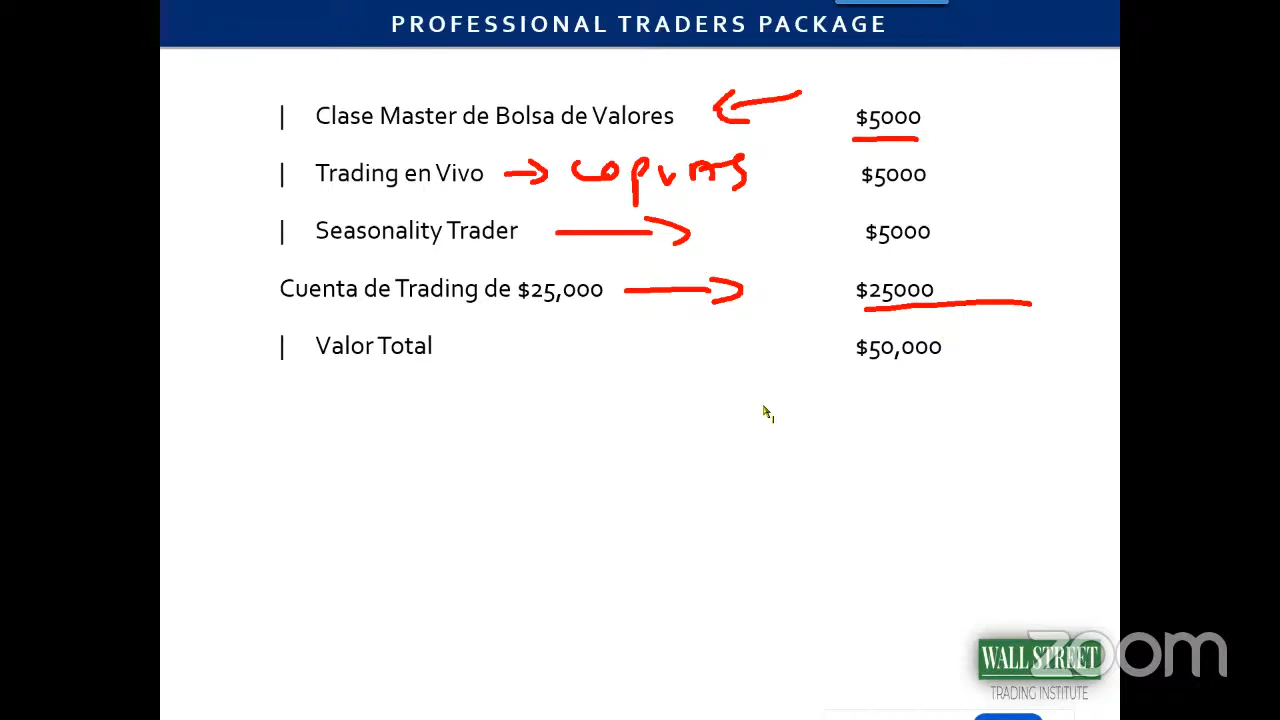 PROFESSIONAL TRADERS PACKAGE
| Clase Master de Bolsa de Valores $5000
| Trading en Vivo $5000
| Seasonality Trader $5000
Cuenta de Trading de $25,000 $25000
| Valor Total $50,000
WALL STREET
TRADING INSTITUTE
zoom